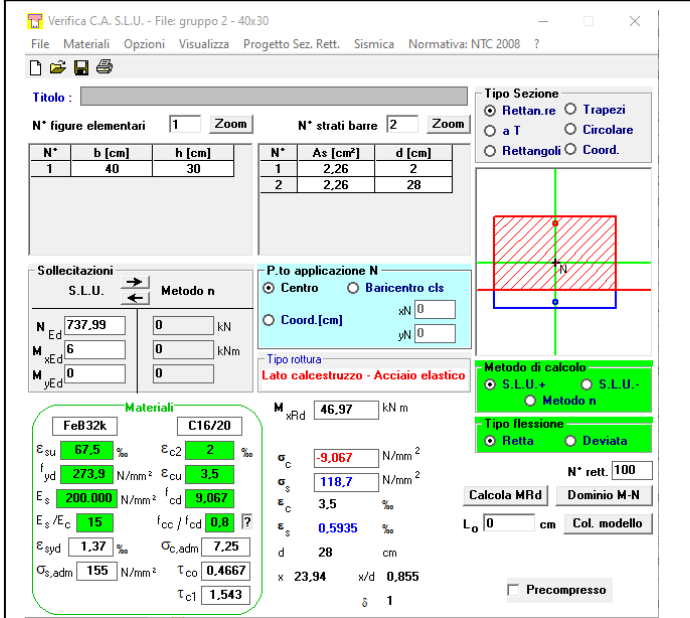 Verifica C.A. S.L.U. - File: gruppo 2 - 40x30
File Materiali Opzioni Visualizza Progetto Sez. Rett. Sismica Normativa: NTC 2008 ?
Titolo :
N* figure elementari 1 Zoom
N* strati barre 2 Zoom
N* b [cm] h [cm]
1 40 30
N* As [cm²] d [cm]
1 2,26 2
2 2,26 28
Tipo Sezione
Rettan.re Trapezi
a T Circolare
Rettangoli Coord.
N
Sollecitazioni
S.L.U. Metodo n
N Ed 737,99 0 kN
M xEd 6 0 kNm
M yEd 0 0
P.to applicazione N
Centro Baricentro cls
Coord.[cm] xN 0
yN 0
Tipo rottura
Lato calcestruzzo - Acciaio elastico
Metodo di calcolo
S.L.U.+ S.L.U.-
Metodo n
Tipo flessione
Retta Deviata
N* rett. 100
Calcola MRd Dominio M-N
L₀ 0 cm Col. modello
Precompresso
Materiali
FeB32k C16/20
εsu 67,5 ‰ εc2 2 ‰
fyd 273,9 N/mm² εcu 3,5
Es 200.000 N/mm² fcd 9,067
Es /Ec 15 fcc / fcd 0,8 ?
εsyd 1,37 ‰ σc,adm 7,25
σs,adm 155 N/mm² τco 0,4667
τc1 1,543
M xRd 46,97 kN m
σc -9,067 N/mm²
σs 118,7 N/mm²
εc 3,5 ‰
εs 0,5935 ‰
d 28 cm
x 23,94 x/d 0,855
δ 1